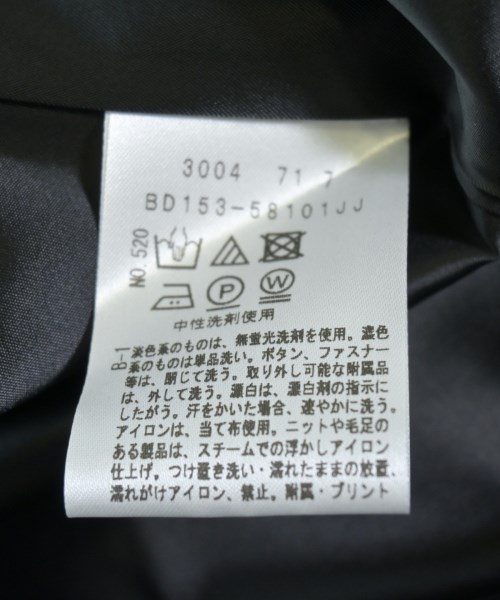 3004 71 7
BD153-58101JJ
NO.520
P W
中性洗剤使用
B-1
淡色系のものは、無蛍光洗剤を使用。濃色
系のものは単品洗い。ボタン、ファスナー
等は、閉じて洗う。取り外し可能な附属品
は、外して洗う。漂白は、漂白剤の指示に
したがう。汗をかいた場合、速やかに洗う。
アイロンは、当て布使用。ニットや毛足の
ある製品は、スチームでの浮かしアイロン
仕上げ。つけ置き洗い・濡れたままの放置、
濡れがけアイロン、禁止。附属・プリント